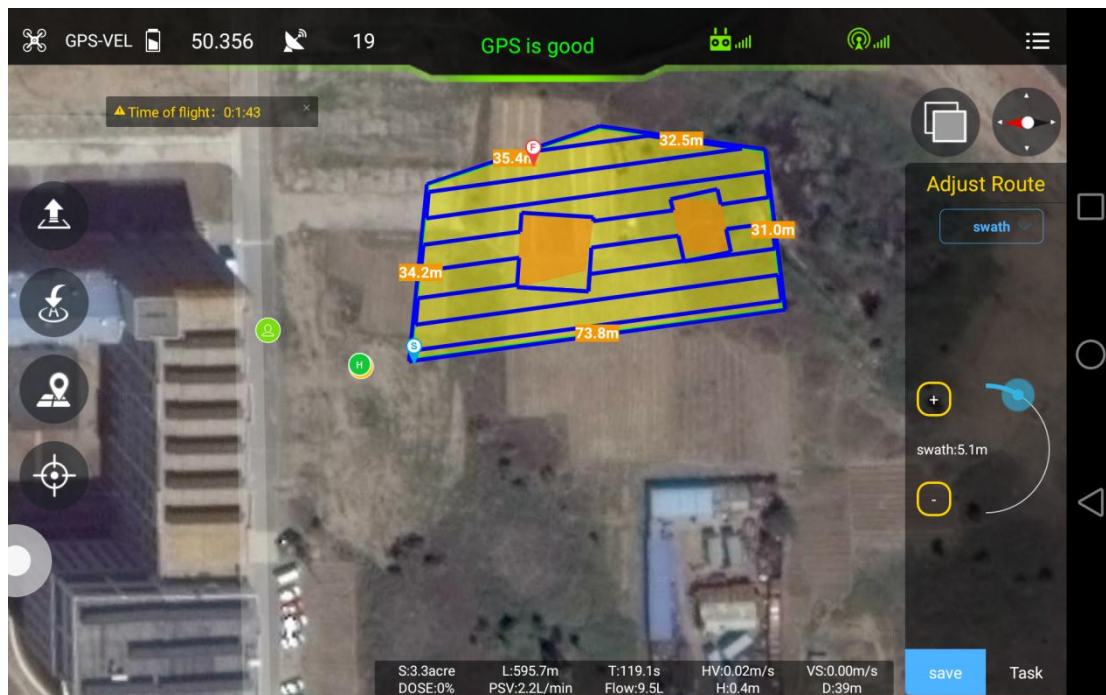 GPS-VEL 50.356 19 GPS is good
Time of flight: 0:1:43 ×
35.4m
32.5m
31.0m
34.2m
73.8m
F
S
H
Adjust Route
swath
+
swath:5.1m
-
S:3.3acre L:595.7m T:119.1s HV:0.02m/s VS:0.00m/s
DOSE:0% PSV:2.2L/min Flow:9.5L H:0.4m D:39m
save Task